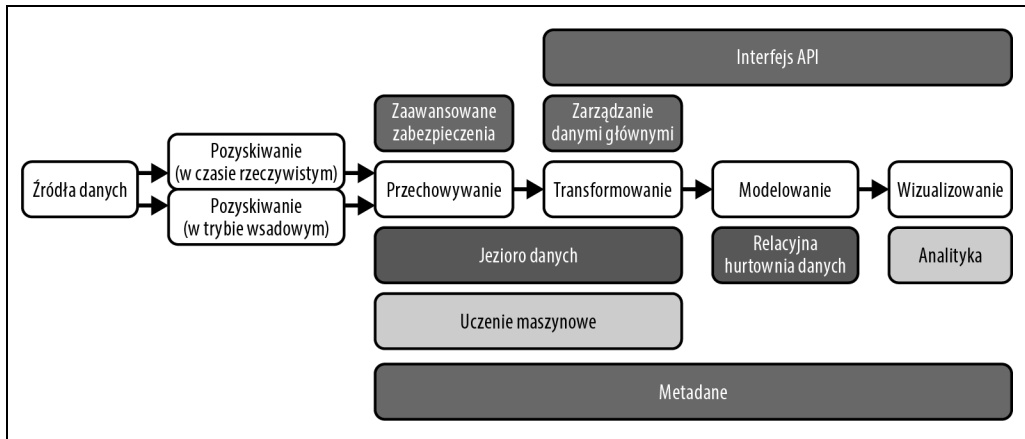 Interfejs API
Zaawansowane
zabezpieczenia
Zarządzanie
danymi głównymi
Źródła danych
Pozyskiwanie
(w czasie rzeczywistym)
Pozyskiwanie
(w trybie wsadowym)
Przechowywanie
Transformowanie
Modelowanie
Wizualizowanie
Jezioro danych
Relacyjna
hurtownia danych
Analityka
Uczenie maszynowe
Metadane